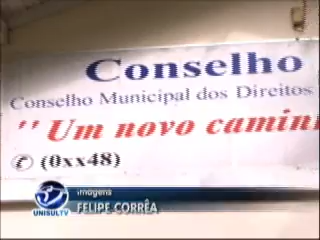 Conselho
Conselho Municipal dos Direitos
"Um novo camin
(0xx48)
imagens
UNISULTV
FELIPE CORRÊA